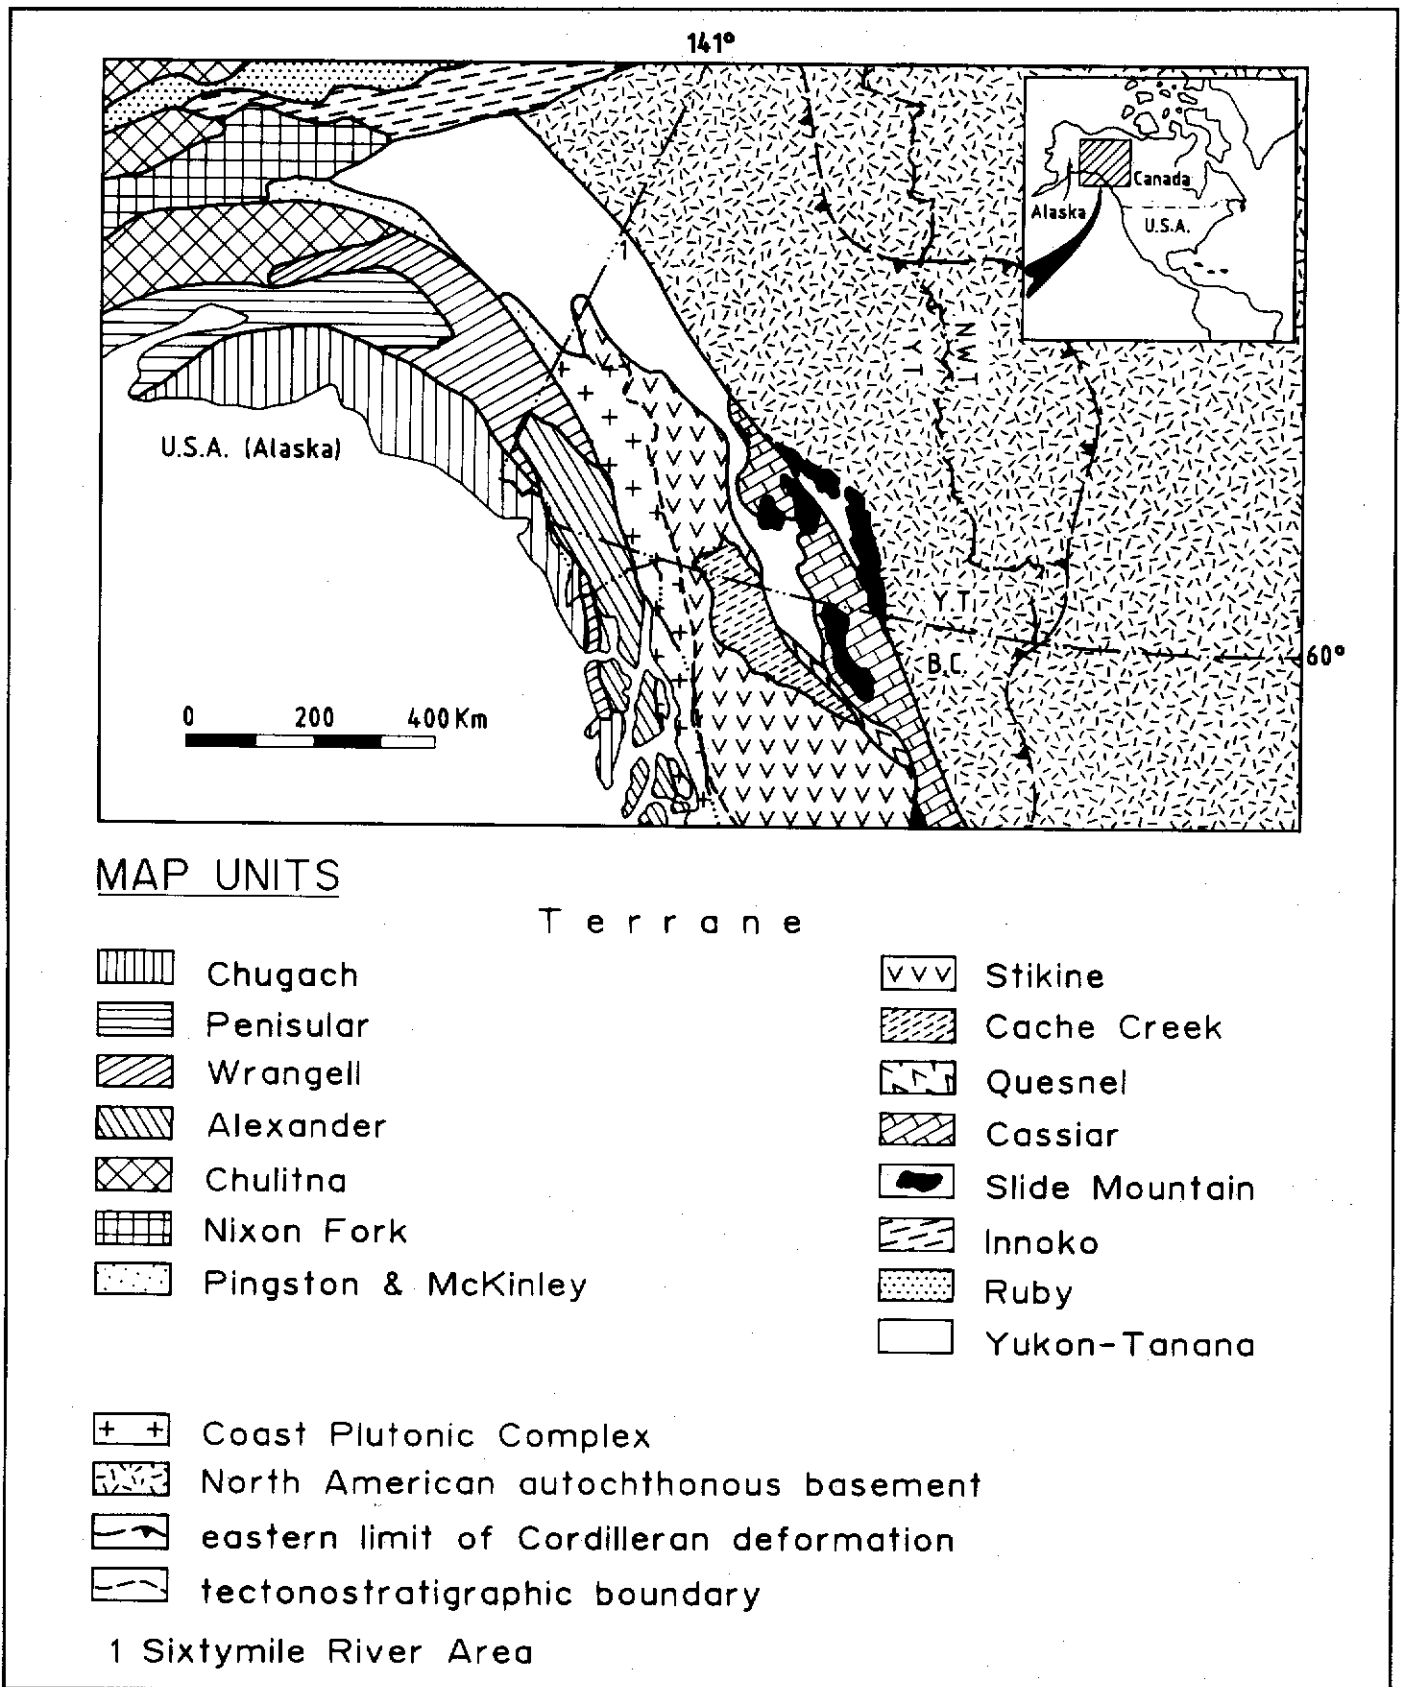 141°
Canada
Alaska
U.S.A.
N.W.T.
Y.T.
U.S.A. (Alaska)
1
Y.T.
B.C.
60°
0 200 400 Km
MAP UNITS
Terrane
Chugach
Penisular
Wrangell
Alexander
Chulitna
Nixon Fork
Pingston & McKinley
Stikine
Cache Creek
Quesnel
Cassiar
Slide Mountain
Innoko
Ruby
Yukon-Tanana
Coast Plutonic Complex
North American autochthonous basement
eastern limit of Cordilleran deformation
tectonostratigraphic boundary
1 Sixtymile River Area